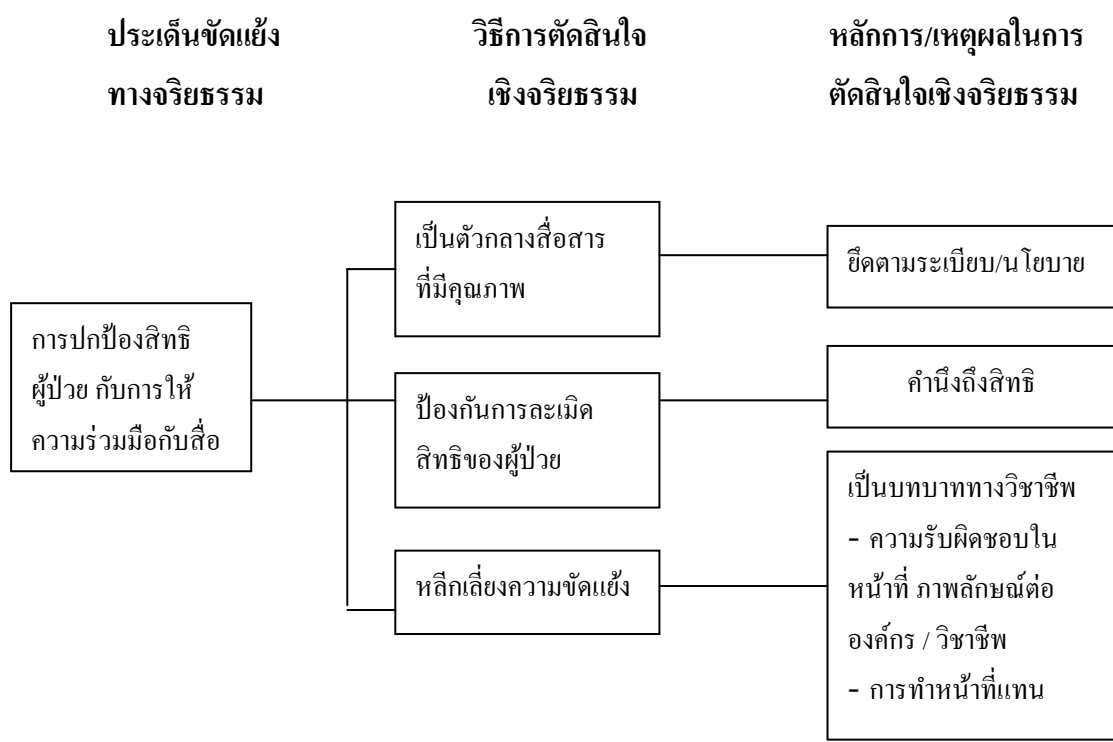 ประเด็นขัดแย้ง
ทางจริยธรรม
วิธีการตัดสินใจ
เชิงจริยธรรม
หลักการ/เหตุผลในการ
ตัดสินใจเชิงจริยธรรม
การปกป้องสิทธิ
ผู้ป่วย กับการให้
ความร่วมมือกับสื่อ
เป็นตัวกลางสื่อสาร
ที่มีคุณภาพ
ป้องกันการละเมิด
สิทธิของผู้ป่วย
หลีกเลี่ยงความขัดแย้ง
ยึดตามระเบียบ/นโยบาย
คำนึงถึงสิทธิ
เป็นบทบาททางวิชาชีพ
- ความรับผิดชอบใน
หน้าที่ ภาพลักษณ์ต่อ
องค์กร / วิชาชีพ
- การทำหน้าที่แทน